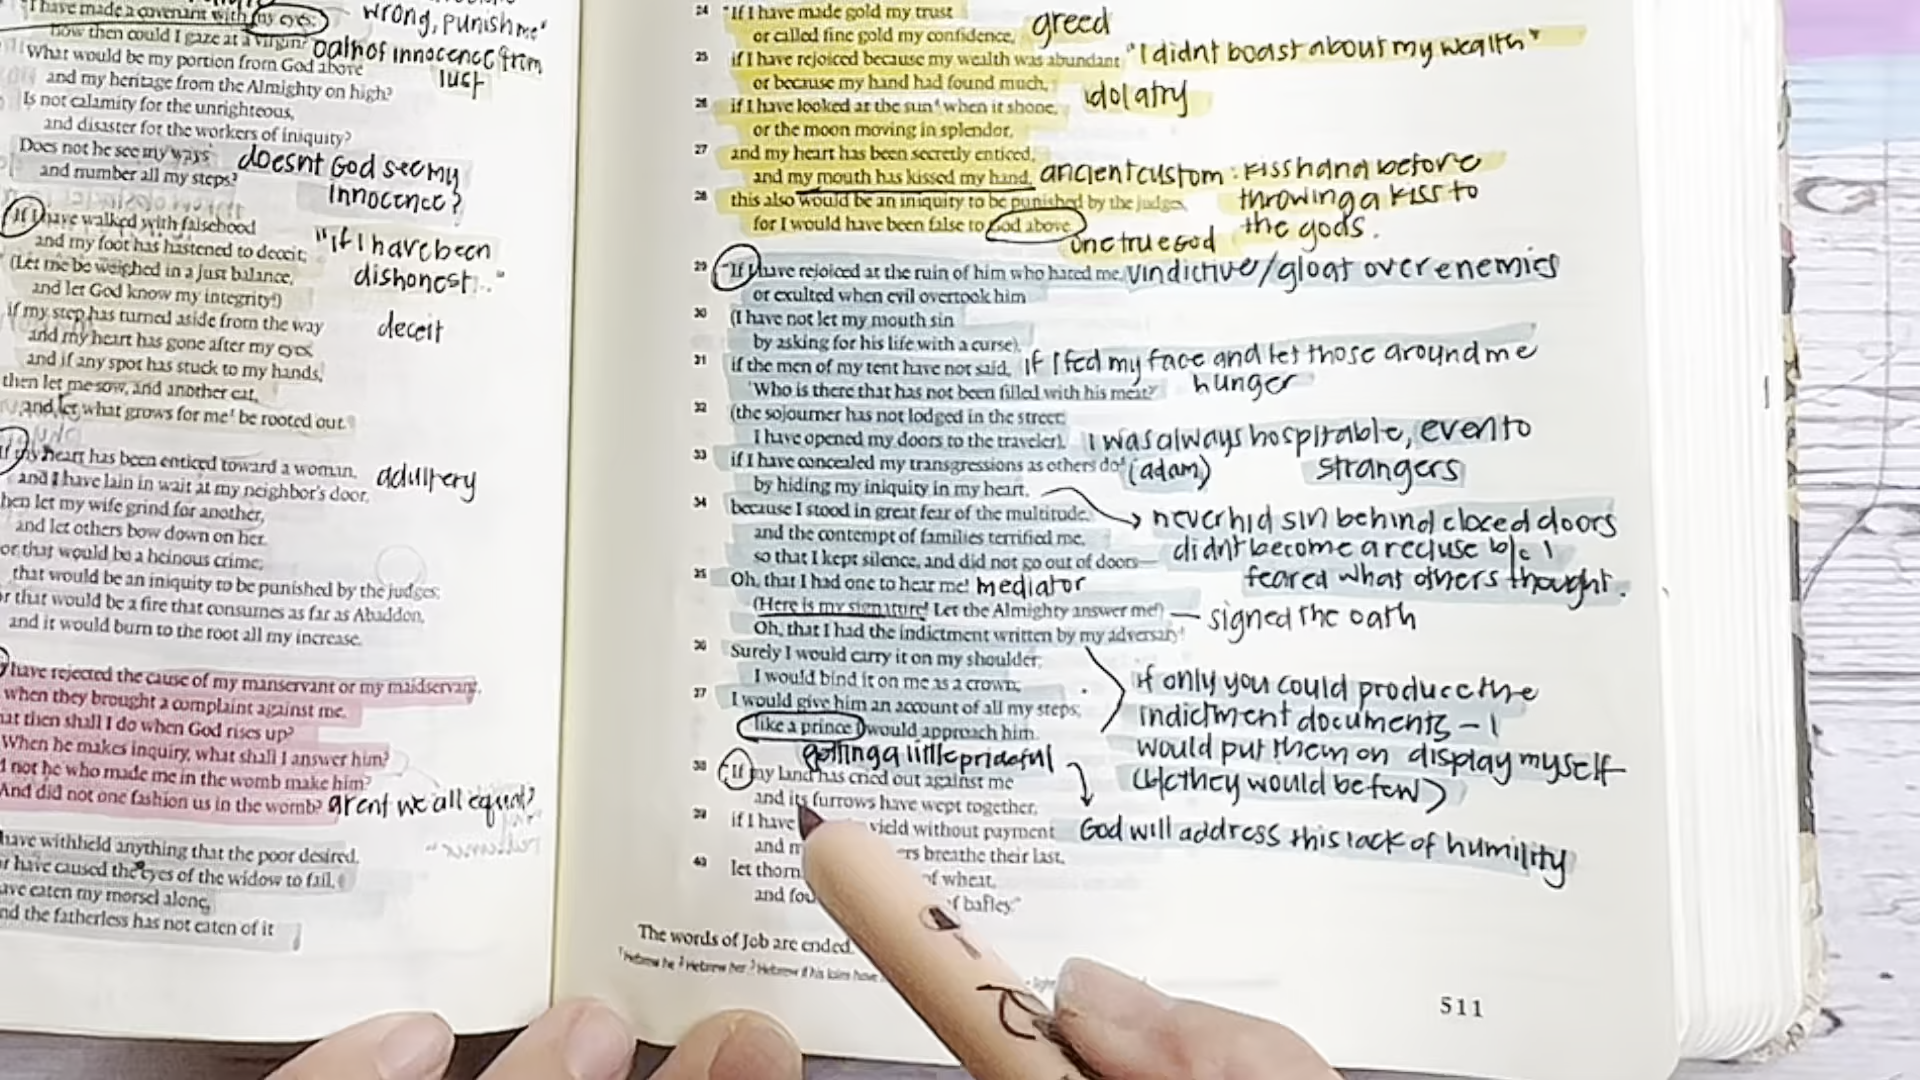 wrong, punish me"
I have made a covenant with my eyes;
how then could I gaze at a virgin?
oath of innocence from
lust
What would be my portion from God above
and my heritage from the Almighty on high?
Is not calamity for the unrighteous,
and disaster for the workers of iniquity?
Does not he see my ways
and number all my steps?
doesnt God see my
innocence?
"If I have walked with falsehood
and my foot has hastened to deceit;
"if I have been
dishonest.."
(Let me be weighed in a just balance,
and let God know my integrity!)
if my step has turned aside from the way
deceit
and my heart has gone after my eyes,
and if any spot has stuck to my hands,
then let me sow, and another eat,
and let what grows for me¹ be rooted out.
If my heart has been enticed toward a woman,
adultery
and I have lain in wait at my neighbor's door,
then let my wife grind for another,
and let others bow down on her.
For that would be a heinous crime;
that would be an iniquity to be punished by the judges;
for that would be a fire that consumes as far as Abaddon,
and it would burn to the root all my increase.
have rejected the cause of my manservant or my maidservant,
when they brought a complaint against me,
what then shall I do when God rises up?
When he makes inquiry, what shall I answer him?
Did not he who made me in the womb make him?
And did not one fashion us in the womb?
arent we all equal?
have withheld anything that the poor desired,
or have caused the eyes of the widow to fail,
have eaten my morsel alone,
and the fatherless has not eaten of it
24 "If I have made gold my trust
or called fine gold my confidence,
greed
25 if I have rejoiced because my wealth was abundant
"I didnt boast about my wealth"
or because my hand had found much,
26 if I have looked at the sun⁴ when it shone,
idolatry
or the moon moving in splendor,
27 and my heart has been secretly enticed,
and my mouth has kissed my hand,
ancient custom: kiss hand before
throwing a kiss to
the gods.
28 this also would be an iniquity to be punished by the judges,
for I would have been false to God above.
one true God
29 "If I have rejoiced at the ruin of him who hated me,
vindictive/gloat over enemies
or exulted when evil overtook him
30 (I have not let my mouth sin
by asking for his life with a curse),
31 if the men of my tent have not said,
if I fed my face and let those around me
hunger
'Who is there that has not been filled with his meat?'
32 (the sojourner has not lodged in the street;
I have opened my doors to the traveler),
I was always hospitable, even to
strangers
33 if I have concealed my transgressions as others do⁵
(adam)
by hiding my iniquity in my heart,
34 because I stood in great fear of the multitude,
never hid sin behind closed doors
and the contempt of families terrified me,
didnt become a recluse b/c I
so that I kept silence, and did not go out of doors—
feared what others thought.
35 Oh, that I had one to hear me!
mediator
(Here is my signature! Let the Almighty answer me!)
signed the oath
Oh, that I had the indictment written by my adversary!
36 Surely I would carry it on my shoulder;
I would bind it on me as a crown;
37 I would give him an account of all my steps;
like a prince I would approach him.
if only you could produce the
indictment documents - I
would put them on display myself
(b/c they would be few)
getting a little prideful
God will address this lack of humility
38 "If my land has cried out against me
and its furrows have wept together,
39 if I have yield without payment
breathe their last,
40 let of wheat,
and of barley."
The words of Job are ended.
511